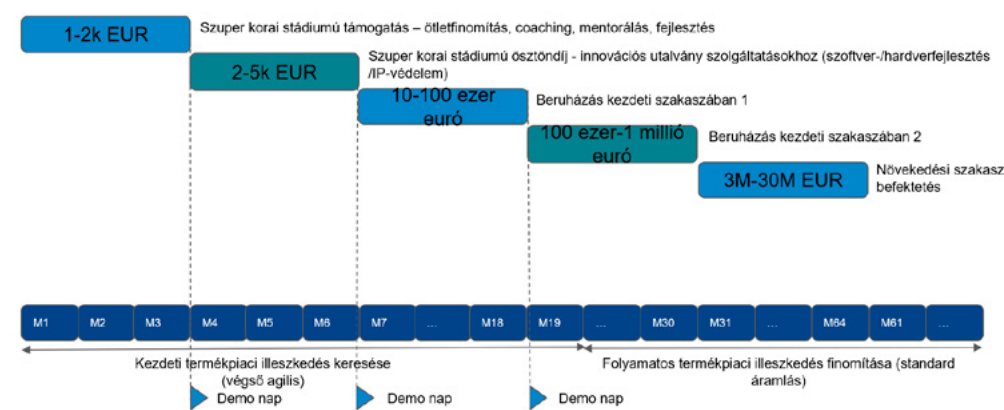 1-2k EUR
Szuper korai stádiumú támogatás – ötletfinomítás, coaching, mentorálás, fejlesztés
2-5k EUR
Szuper korai stádiumú ösztöndíj - innovációs utalvány szolgáltatásokhoz (szoftver-/hardverfejlesztés
/IP-védelem)
10-100 ezer
euró
Beruházás kezdeti szakaszában 1
100 ezer-1 millió
euró
Beruházás kezdeti szakaszában 2
3M-30M EUR
Növekedési szakasz
befektetés
M1 M2 M3 M4 M5 M6 M7 ... M18 M19 ... M30 M31 ... M64 M61 ...
Kezdeti termékpiaci illeszkedés keresése
(végső agilis)
Folyamatos termékpiaci illeszkedés finomítása (standard
áramlás)
Demo nap
Demo nap
Demo nap